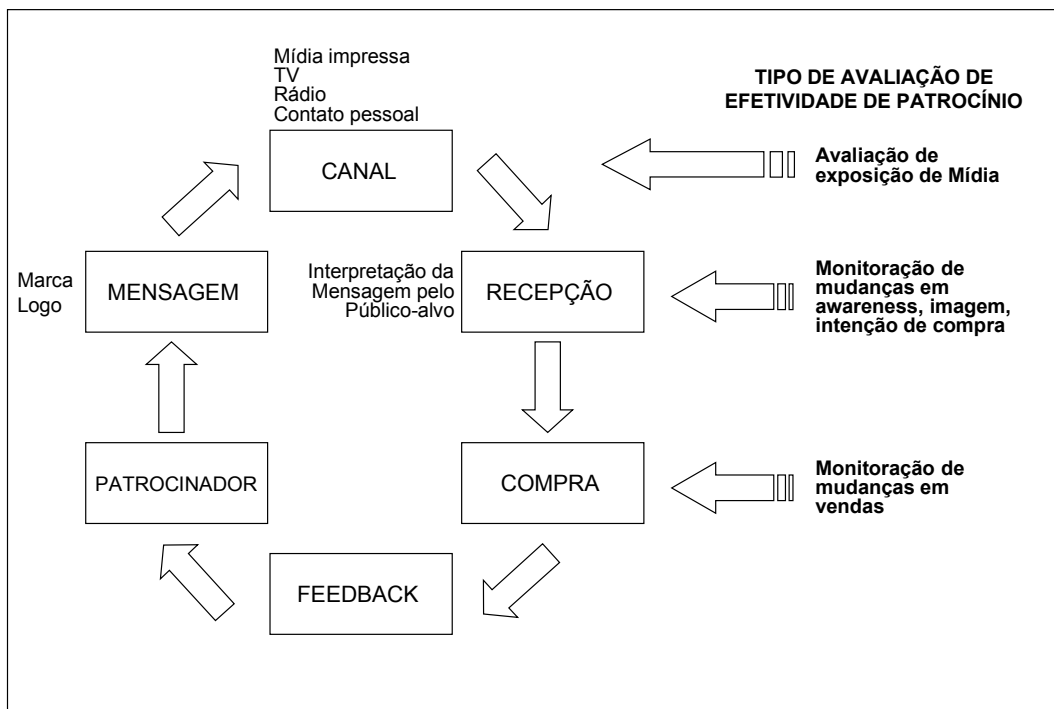 Mídia impressa
TV
Rádio
Contato pessoal
CANAL
TIPO DE AVALIAÇÃO DE
EFETIVIDADE DE PATROCÍNIO
Avaliação de
exposição de Mídia
Marca
Logo
MENSAGEM
Interpretação da
Mensagem pelo
Público-alvo
RECEPÇÃO
Monitoração de
mudanças em
awareness, imagem,
intenção de compra
PATROCINADOR
COMPRA
Monitoração de
mudanças em
vendas
FEEDBACK